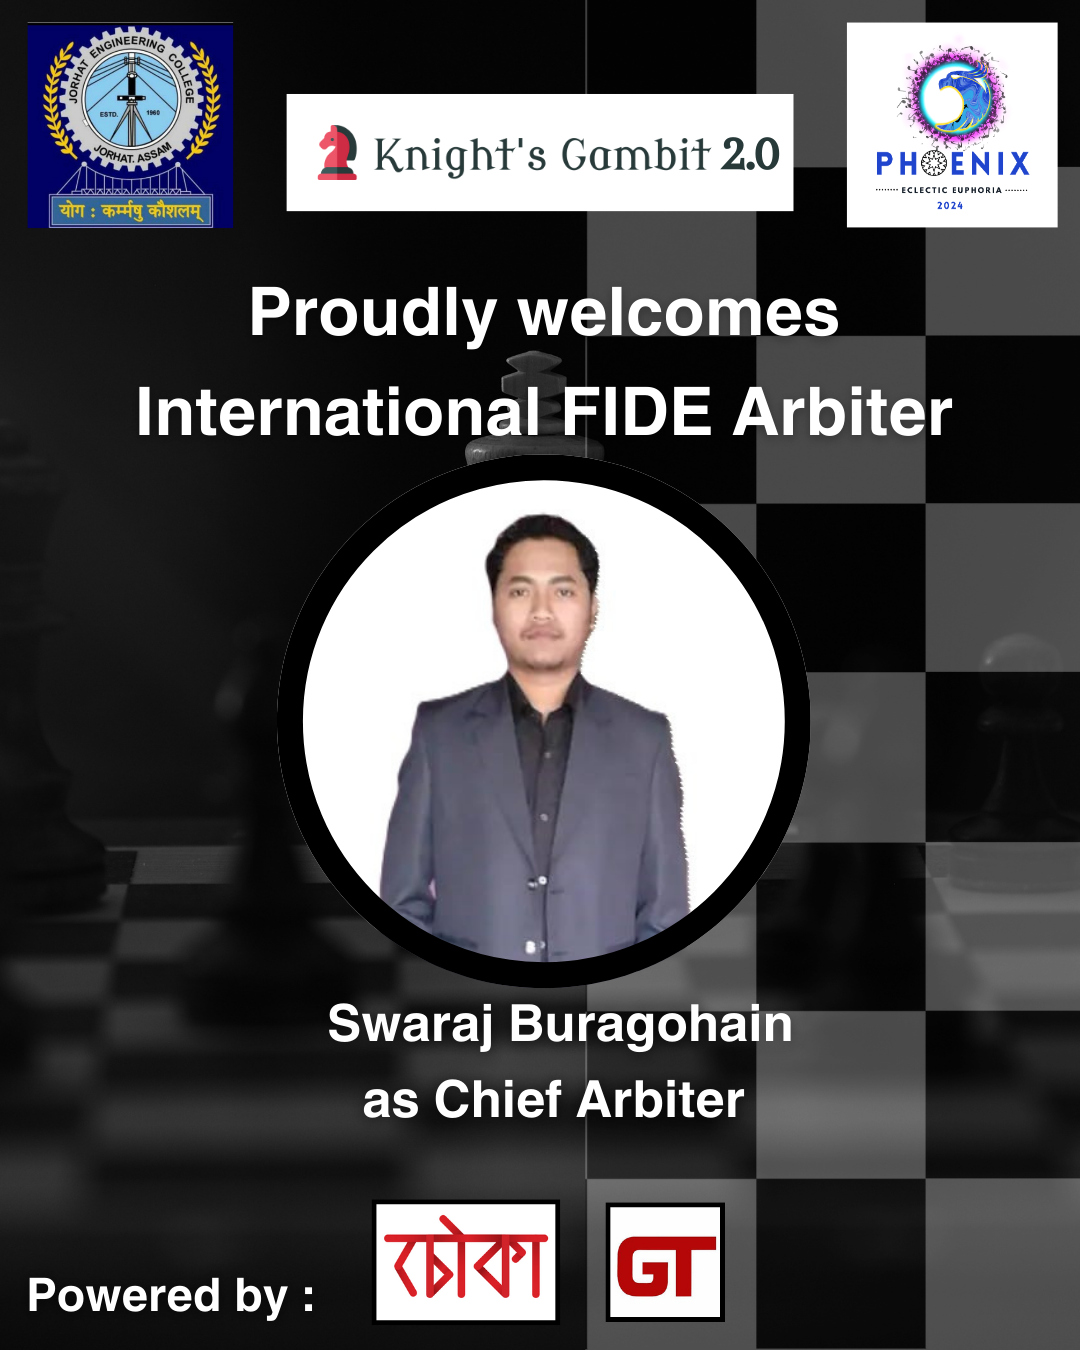 JORHAT ENGINEERING COLLEGE
ESTD. 1960
JORHAT. ASSAM
योग : कर्म्मषु कौशलम्
Knight's Gambit 2.0
PHOENIX
ECLECTIC EUPHORIA
2024
Proudly welcomes
International FIDE Arbiter
Swaraj Buragohain
as Chief Arbiter
Powered by :
চৌকা
GT